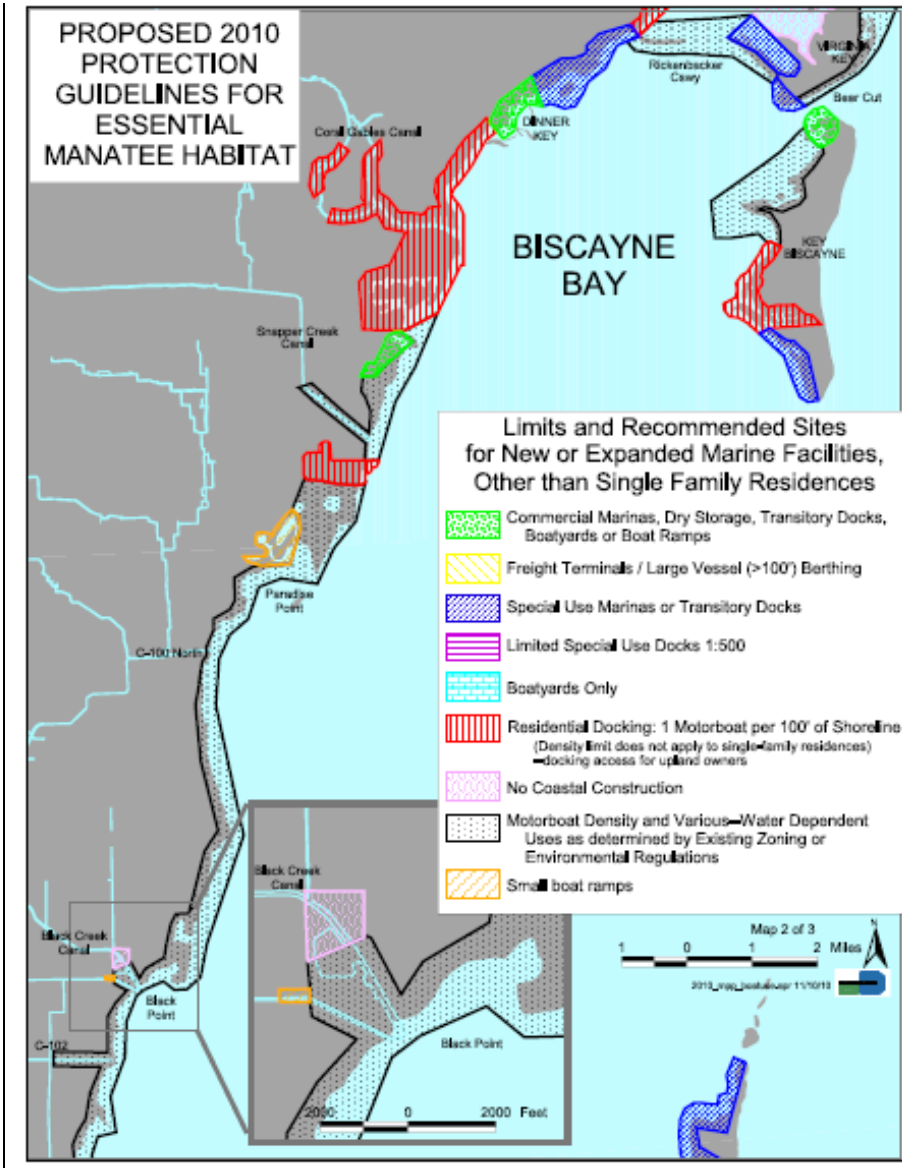 PROPOSED 2010
PROTECTION
GUIDELINES FOR
ESSENTIAL
MANATEE HABITAT
VIRGINIA
KEY
Rickenbacker
Cswy
Bear Cut
Coral Gables Canal
DINNER
KEY
BISCAYNE
BAY
KEY
BISCAYNE
Snapper Creek
Canal
Limits and Recommended Sites
for New or Expanded Marine Facilities,
Other than Single Family Residences
Commercial Marinas, Dry Storage, Transitory Docks,
Boatyards or Boat Ramps
Freight Terminals / Large Vessel (>100') Berthing
Special Use Marinas or Transitory Docks
Limited Special Use Docks 1:500
Boatyards Only
Residential Docking: 1 Motorboat per 100' of Shoreline
(Density limit does not apply to single-family residences)
—docking access for upland owners
No Coastal Construction
Motorboat Density and Various—Water Dependent
Uses as determined by Existing Zoning or
Environmental Regulations
Small boat ramps
Paradise
Point
C-100 North
Black Creek
Canal
Black Creek
Canal
Black
Point
Black Point
C-102
2000 0 2000 Feet
Map 2 of 3
N
1 0 1 2 Miles
11/10/10